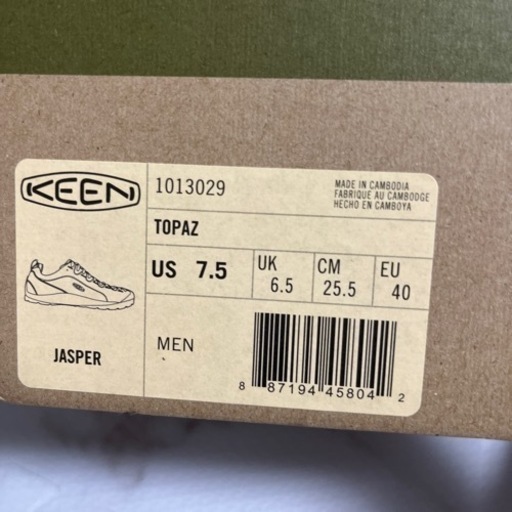 KEEN
1013029
MADE IN CAMBODIA
FABRIQUE AU CAMBODGE
HECHO EN CAMBOYA
TOPAZ
US 7.5
UK 6.5
CM 25.5
EU 40
JASPER
MEN
8 87194 45804 2